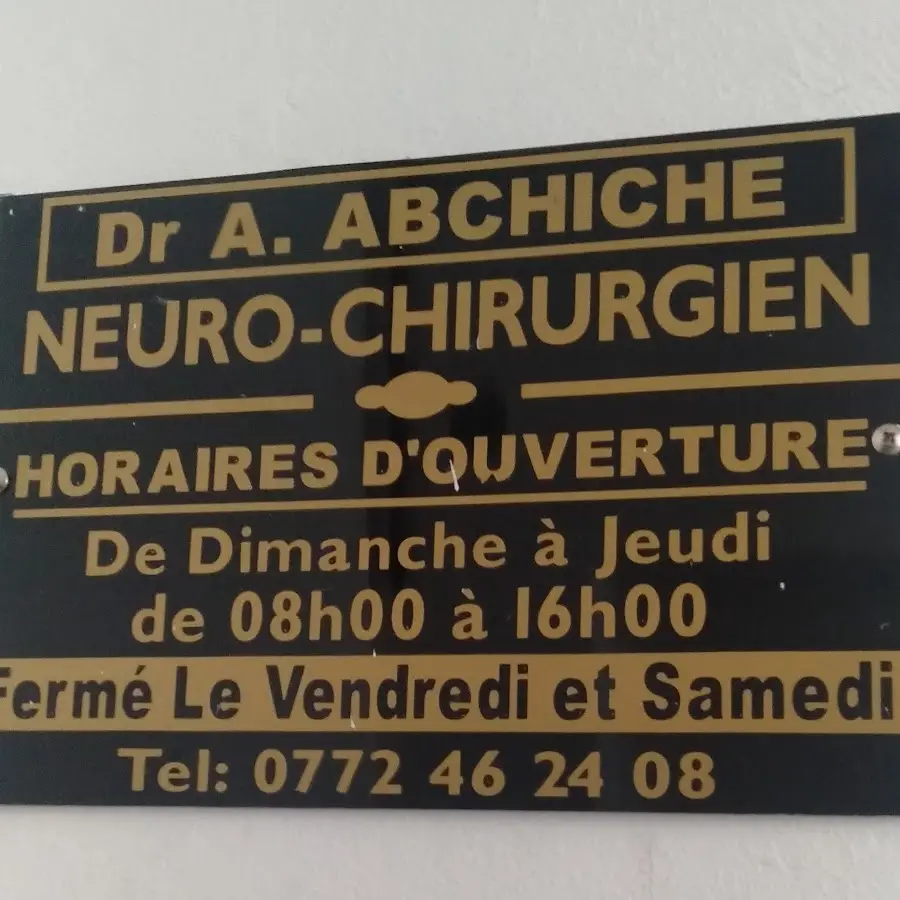 Dr A. ABCHICHE
NEURO-CHIRURGIEN
HORAIRES D'OUVERTURE
De Dimanche à Jeudi
de 08h00 à 16h00
Fermé Le Vendredi et Samedi
Tel: 0772 46 24 08